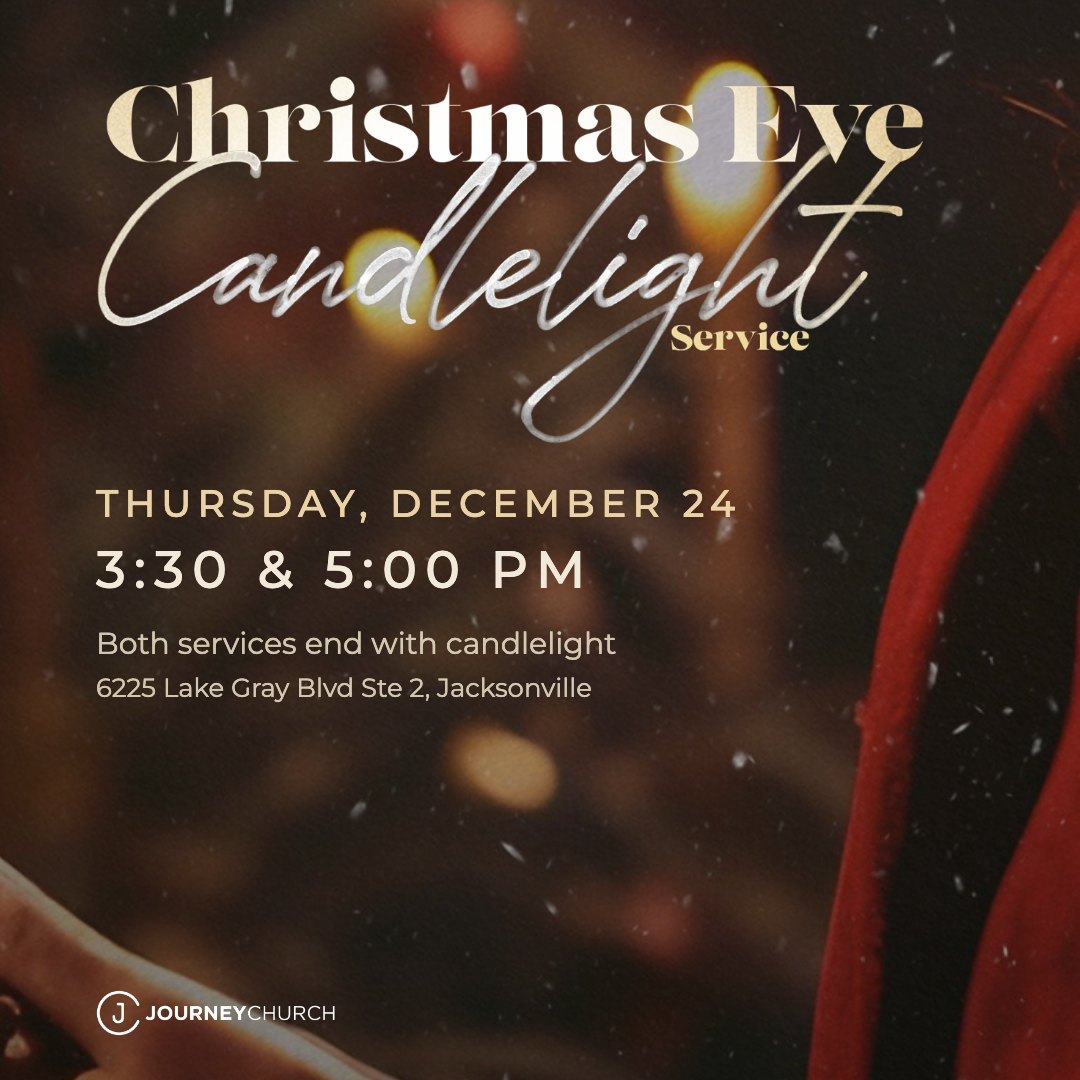 Christmas Eve
Candlelight
Service
THURSDAY, DECEMBER 24
3:30 & 5:00 PM
Both services end with candlelight
6225 Lake Gray Blvd Ste 2, Jacksonville
J JOURNEYCHURCH